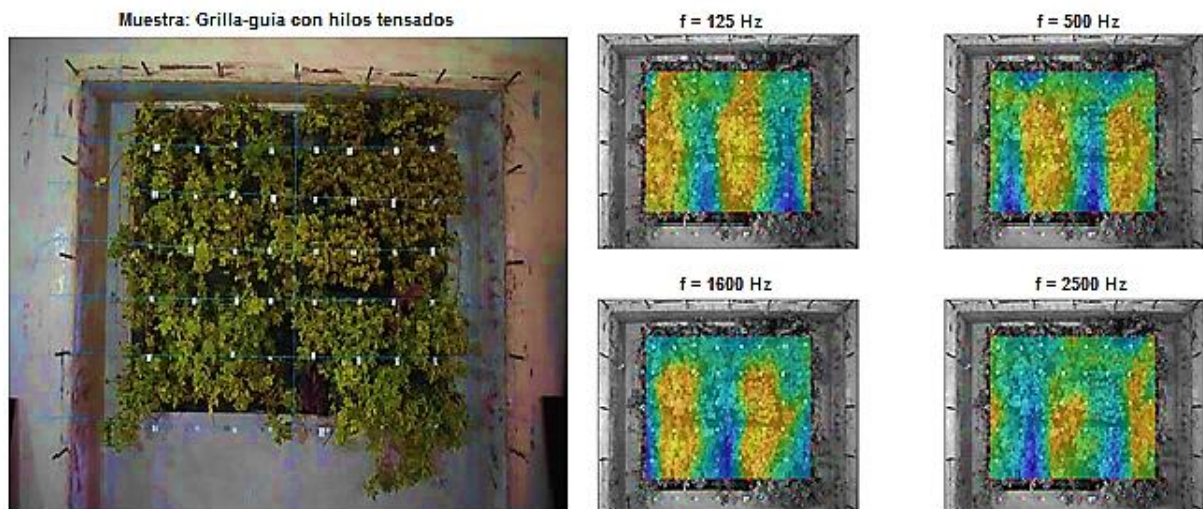 Muestra: Grilla-guia con hilos tensados
f = 125 Hz
f = 500 Hz
f = 1600 Hz
f = 2500 Hz